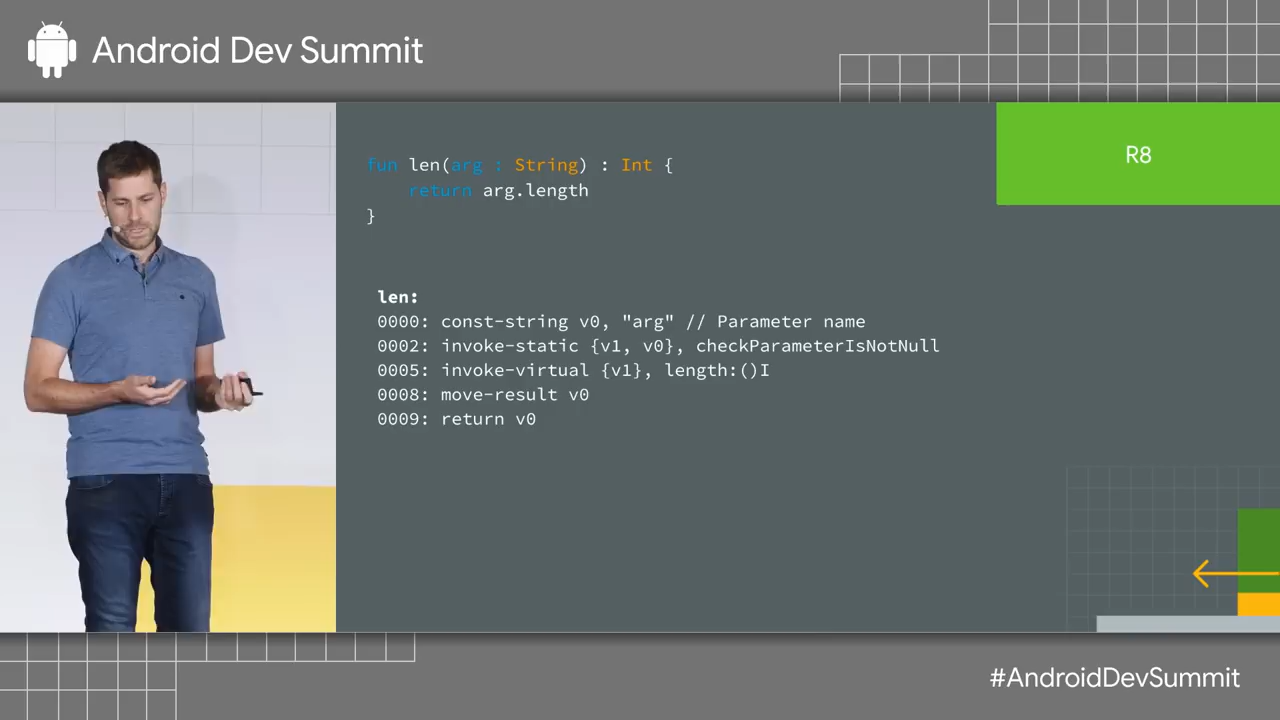 Android Dev Summit
R8
fun len(arg : String) : Int {
    return arg.length
}
len:
0000: const-string v0, "arg" // Parameter name
0002: invoke-static {v1, v0}, checkParameterIsNotNull
0005: invoke-virtual {v1}, length:()I
0008: move-result v0
0009: return v0
#AndroidDevSummit